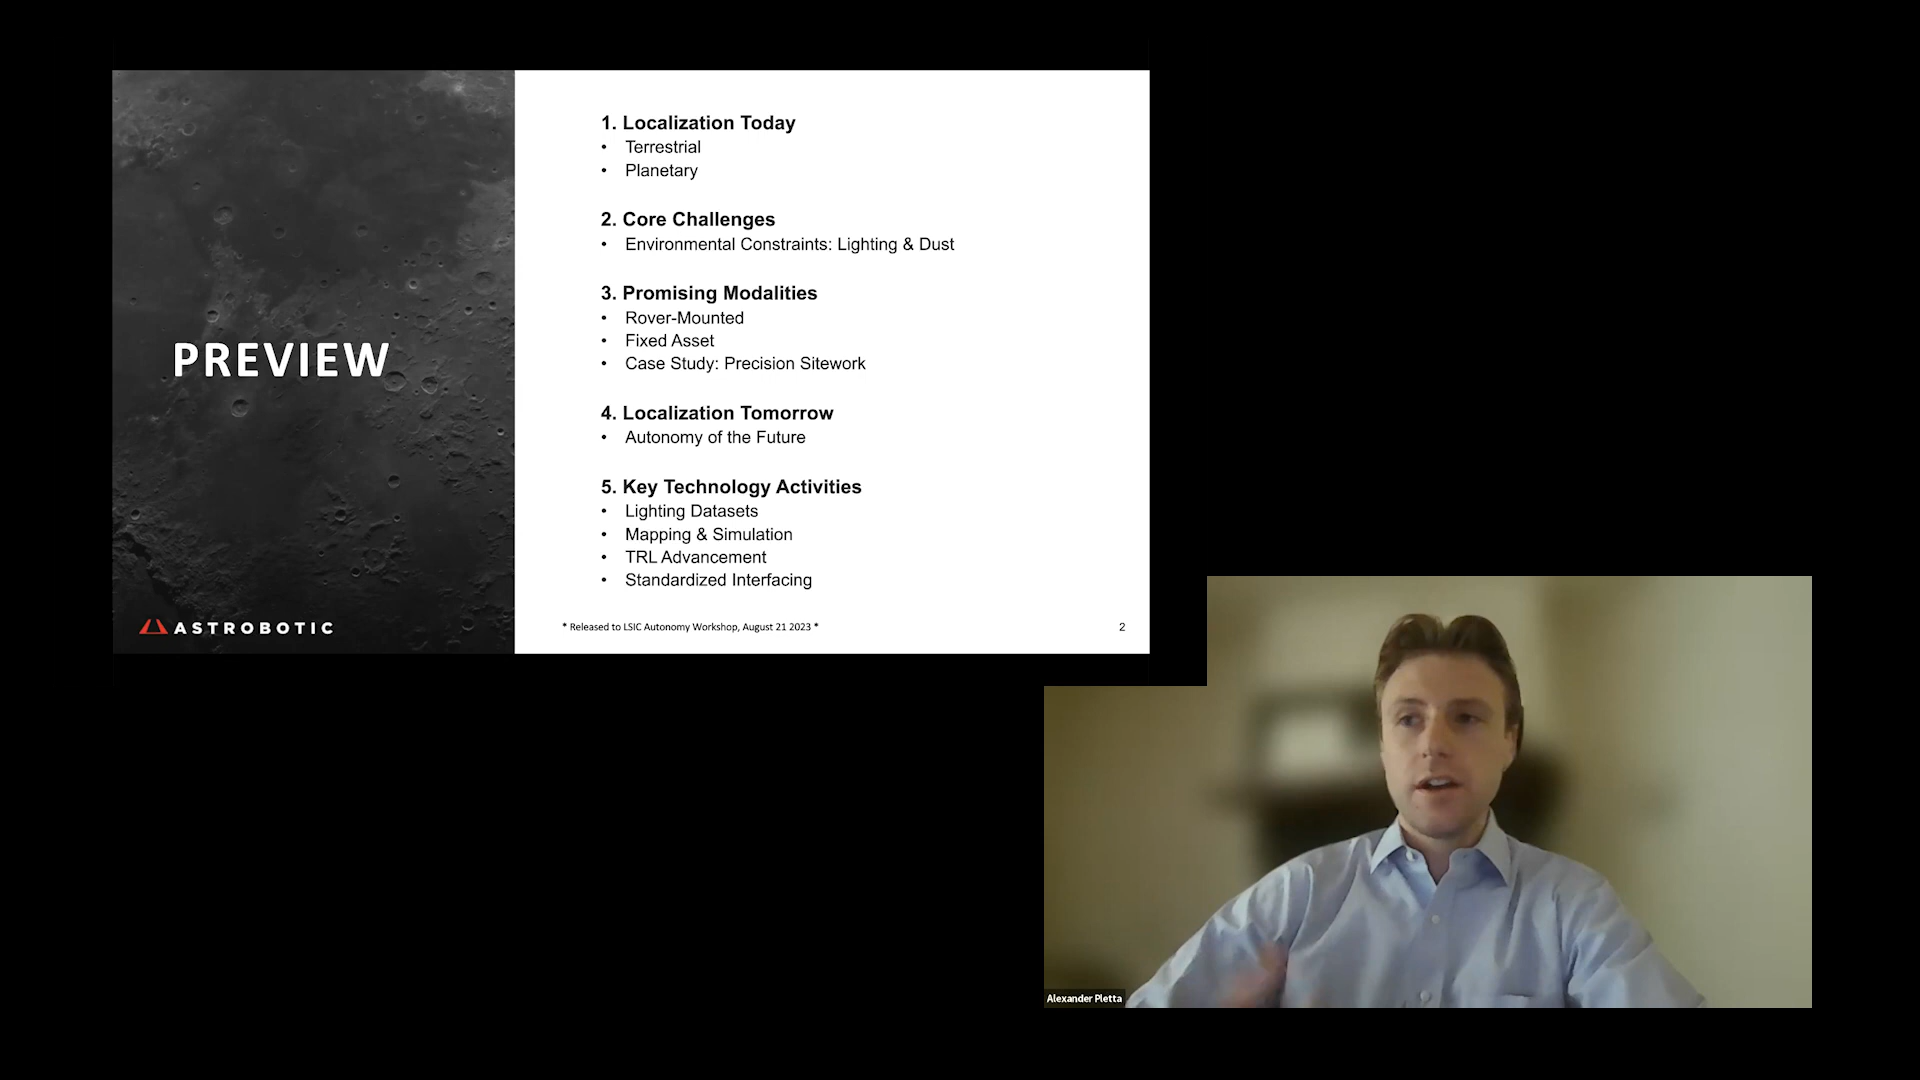 PREVIEW
ASTROBOTIC
1. Localization Today
• Terrestrial
• Planetary
2. Core Challenges
• Environmental Constraints: Lighting & Dust
3. Promising Modalities
• Rover-Mounted
• Fixed Asset
• Case Study: Precision Sitework
4. Localization Tomorrow
• Autonomy of the Future
5. Key Technology Activities
• Lighting Datasets
• Mapping & Simulation
• TRL Advancement
• Standardized Interfacing
* Released to LSIC Autonomy Workshop, August 21 2023 *
2
Alexander Pletta